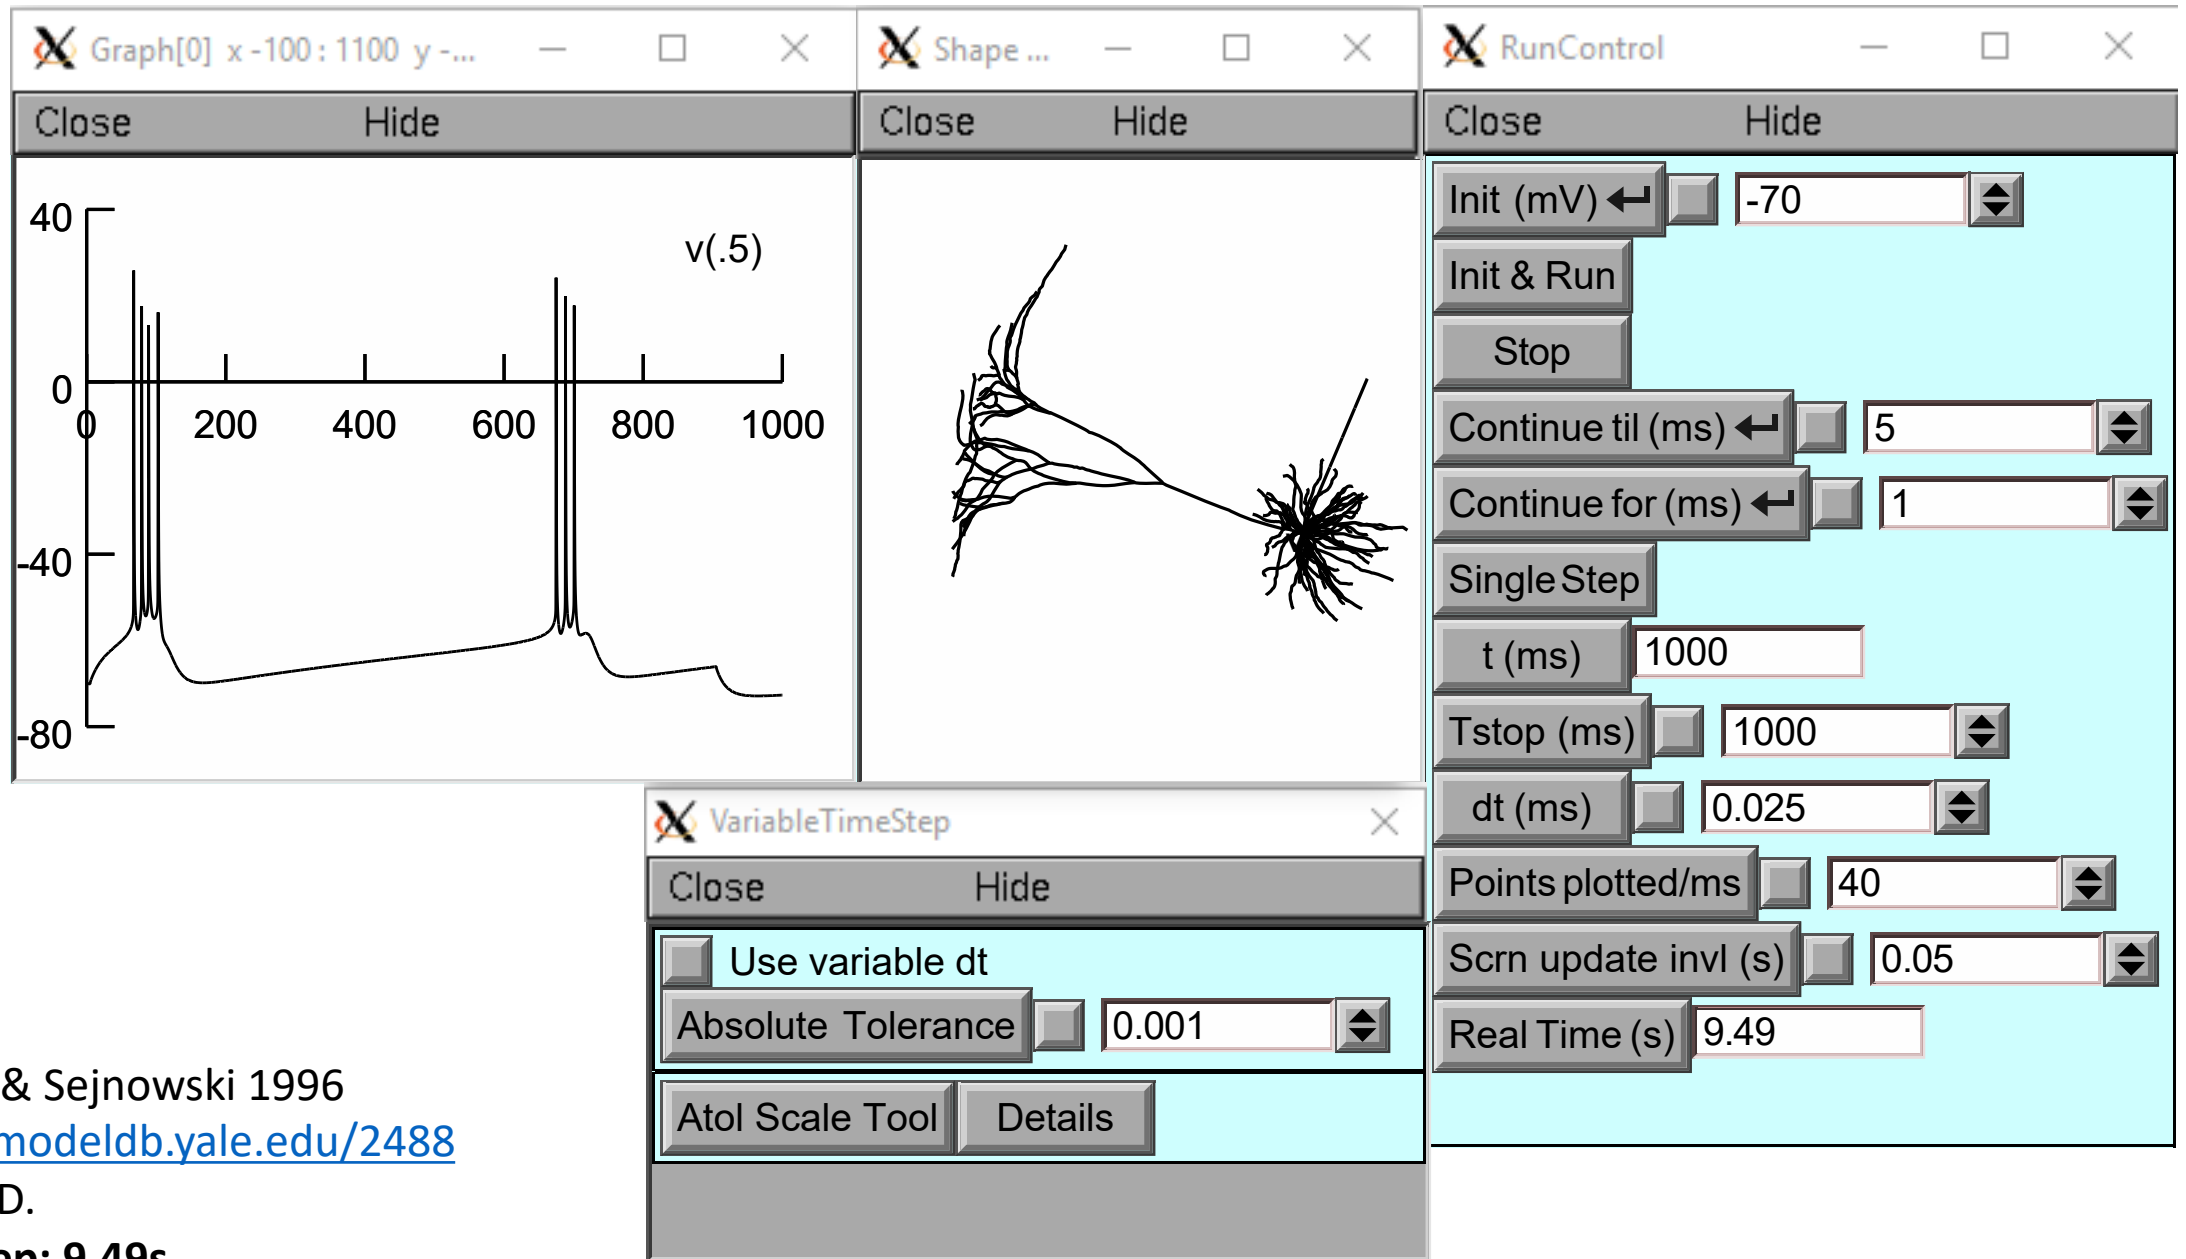 Graph[0] x -100 : 1100 y -...
Close Hide
40
v(.5)
0
0 200 400 600 800 1000
-40
-80
Shape ...
Close Hide
RunControl
Close Hide
Init (mV) -70
Init & Run
Stop
Continue til (ms) 5
Continue for (ms) 1
Single Step
t (ms) 1000
Tstop (ms) 1000
dt (ms) 0.025
Points plotted/ms 40
Scrn update invl (s) 0.05
Real Time (s) 9.49
VariableTimeStep
Close Hide
Use variable dt
Absolute Tolerance 0.001
Atol Scale Tool Details
& Sejnowski 1996
modeldb.yale.edu/2488
D.
9.49s